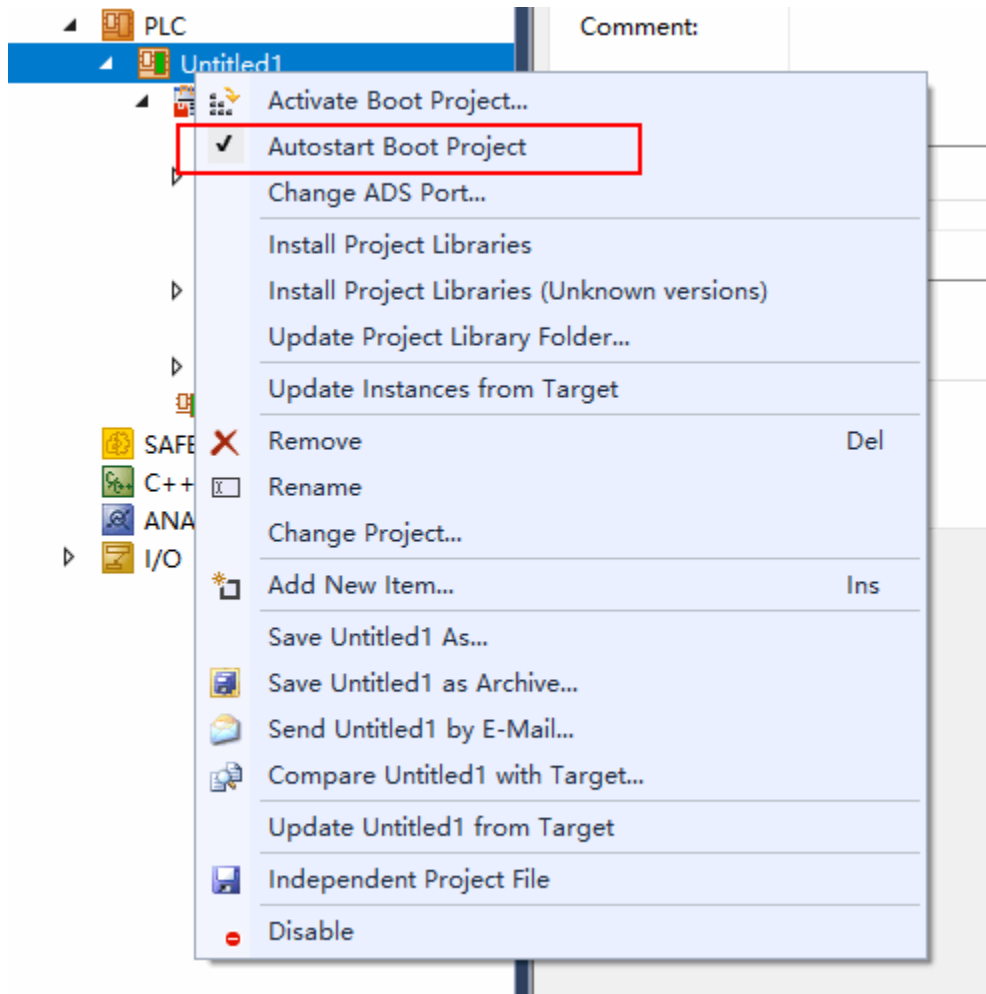 PLC
Comment:
Untitled1
Activate Boot Project...
Autostart Boot Project
Change ADS Port...
Install Project Libraries
Install Project Libraries (Unknown versions)
Update Project Library Folder...
Update Instances from Target
SAFE
Remove Del
C++
Rename
ANA
Change Project...
I/O
Add New Item... Ins
Save Untitled1 As...
Save Untitled1 as Archive...
Send Untitled1 by E-Mail...
Compare Untitled1 with Target...
Update Untitled1 from Target
Independent Project File
Disable